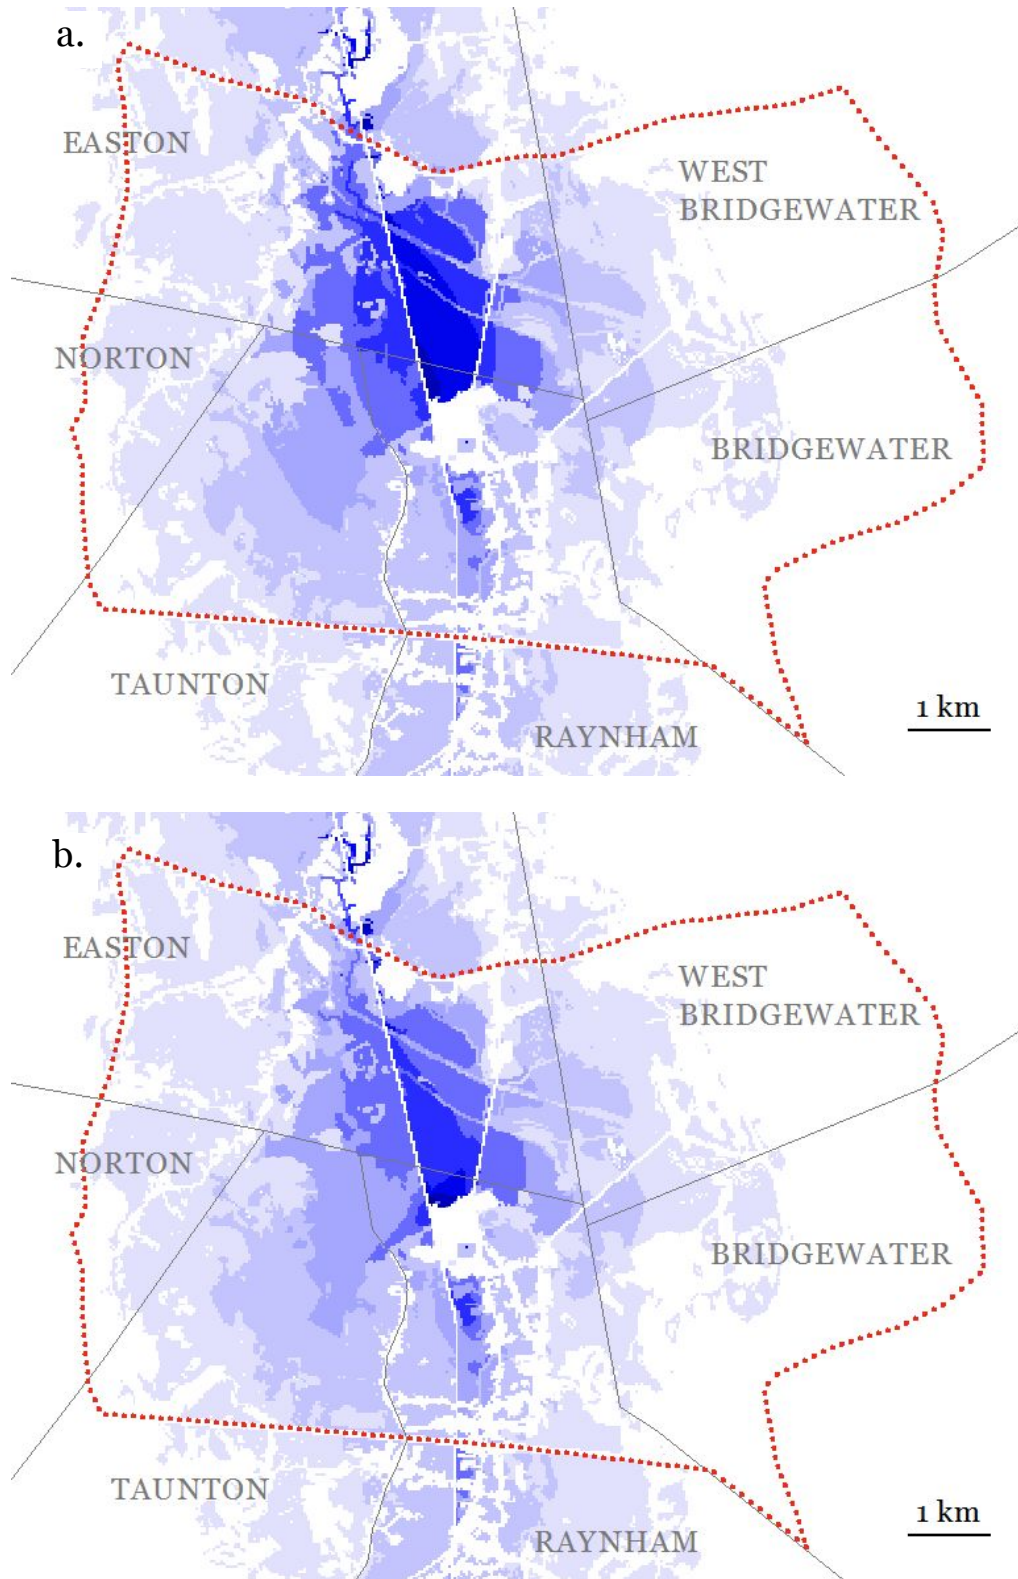 a.
EASTON
WEST
BRIDGEWATER
NORTON
BRIDGEWATER
TAUNTON
RAYNHAM
1 km
b.
EASTON
WEST
BRIDGEWATER
NORTON
BRIDGEWATER
TAUNTON
RAYNHAM
1 km